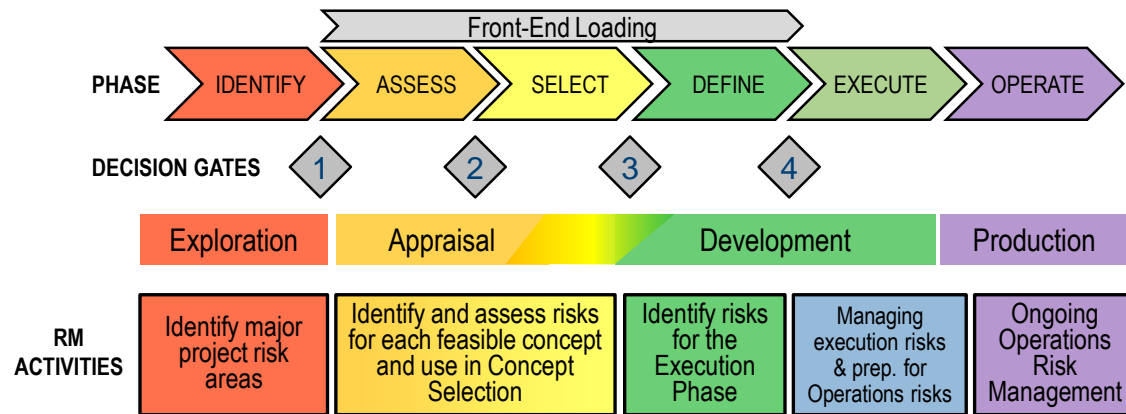 Front-End Loading
PHASE
IDENTIFY
ASSESS
SELECT
DEFINE
EXECUTE
OPERATE
DECISION GATES
1
2
3
4
Exploration
Appraisal
Development
Production
RM
ACTIVITIES
Identify major
project risk
areas
Identify and assess risks
for each feasible concept
and use in Concept
Selection
Identify risks
for the
Execution
Phase
Managing
execution risks
& prep. for
Operations risks
Ongoing
Operations
Risk
Management